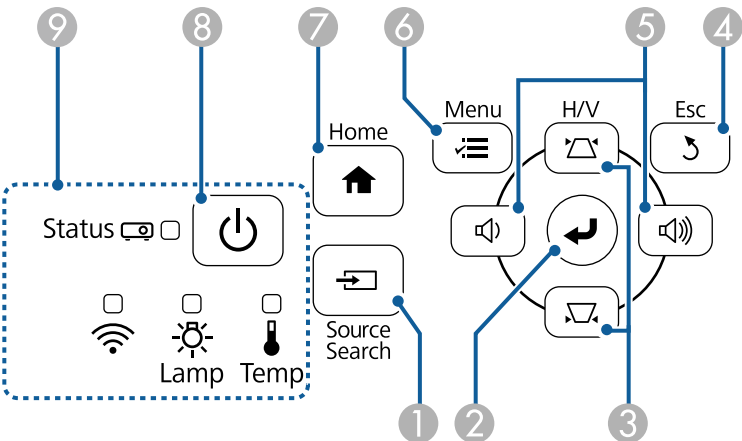 9
8
7
6
5
4
Menu
H/V
Esc
Home
Status
Source
Search
Lamp
Temp
1
2
3